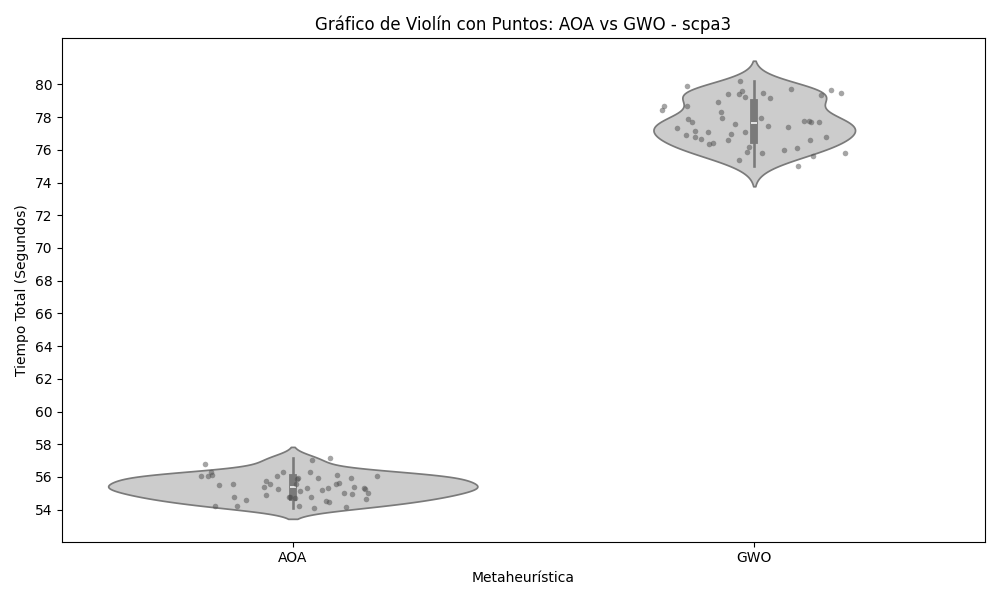 Gráfico de Violín con Puntos: AOA vs GWO - scpa3
Tiempo Total (Segundos)
80
78
76
74
72
70
68
66
64
62
60
58
56
54
AOA
GWO
Metaheurística